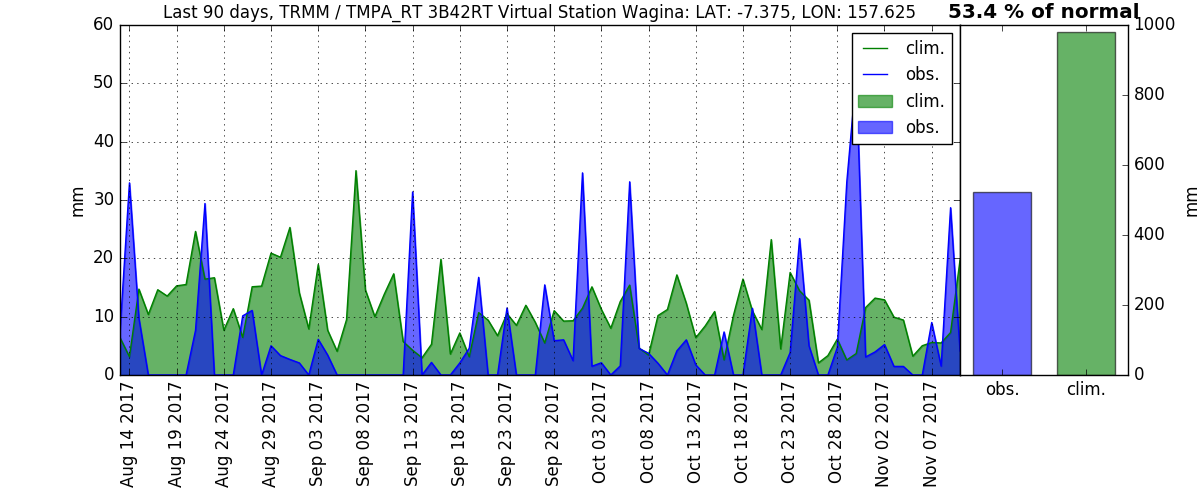 Last 90 days, TRMM / TMPA_RT 3B42RT Virtual Station Wagina: LAT: -7.375, LON: 157.625
53.4 % of normal
60
50
40
30
20
10
0
mm
clim.
obs.
clim.
obs.
1000
800
600
400
200
0
mm
obs.
clim.
Aug 14 2017
Aug 19 2017
Aug 24 2017
Aug 29 2017
Sep 03 2017
Sep 08 2017
Sep 13 2017
Sep 18 2017
Sep 23 2017
Sep 28 2017
Oct 03 2017
Oct 08 2017
Oct 13 2017
Oct 18 2017
Oct 23 2017
Oct 28 2017
Nov 02 2017
Nov 07 2017